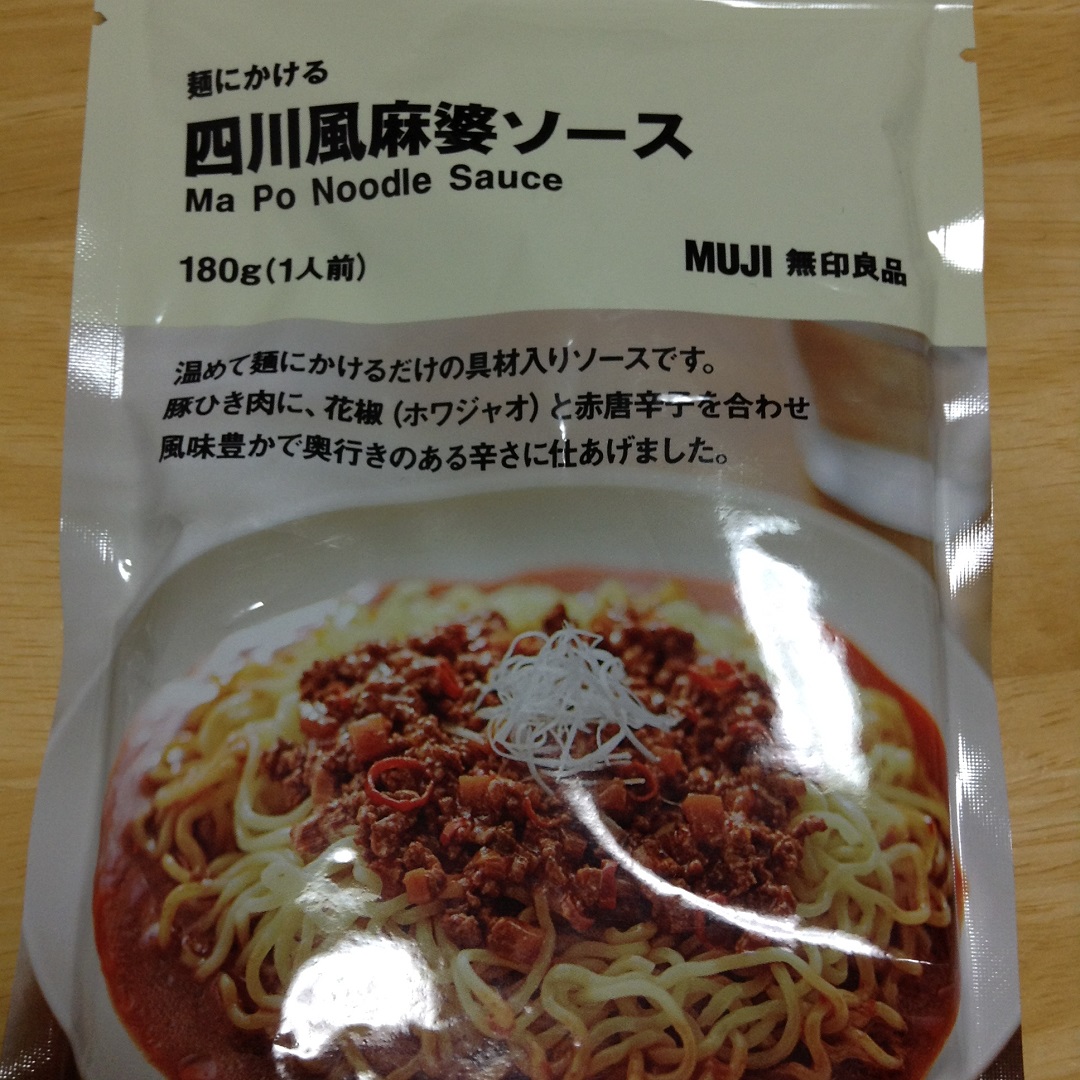 麺にかける
四川風麻婆ソース
Ma Po Noodle Sauce
180g(1人前)
MUJI 無印良品
温めて麺にかけるだけの具材入りソースです。
豚ひき肉に、花椒(ホワジャオ)と赤唐辛子を合わせ
風味豊かで奥行きのある辛さに仕あげました。